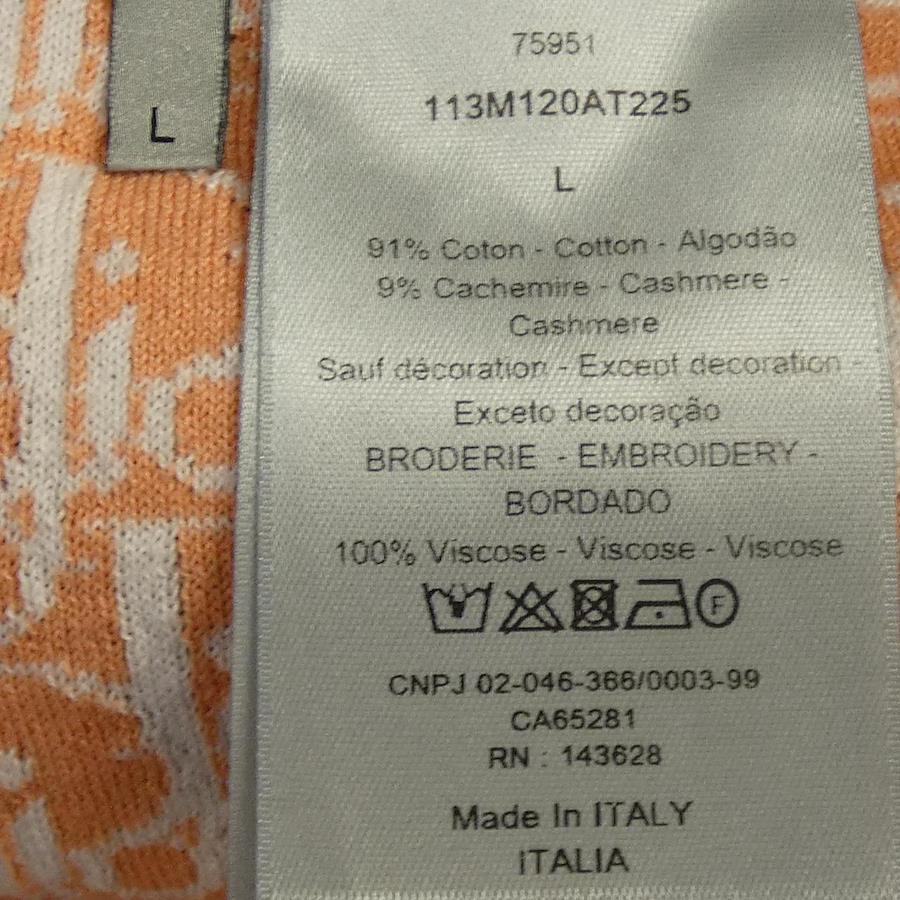 L
75951
113M120AT225
L
91% Coton - Cotton - Algodão
9% Cachemire - Cashmere -
Cashmere
Sauf décoration - Except decoration -
Exceto decoração
BRODERIE - EMBROIDERY -
BORDADO
100% Viscose - Viscose - Viscose
F
CNPJ 02-046-366/0003-99
CA65281
RN : 143628
Made In ITALY
ITALIA